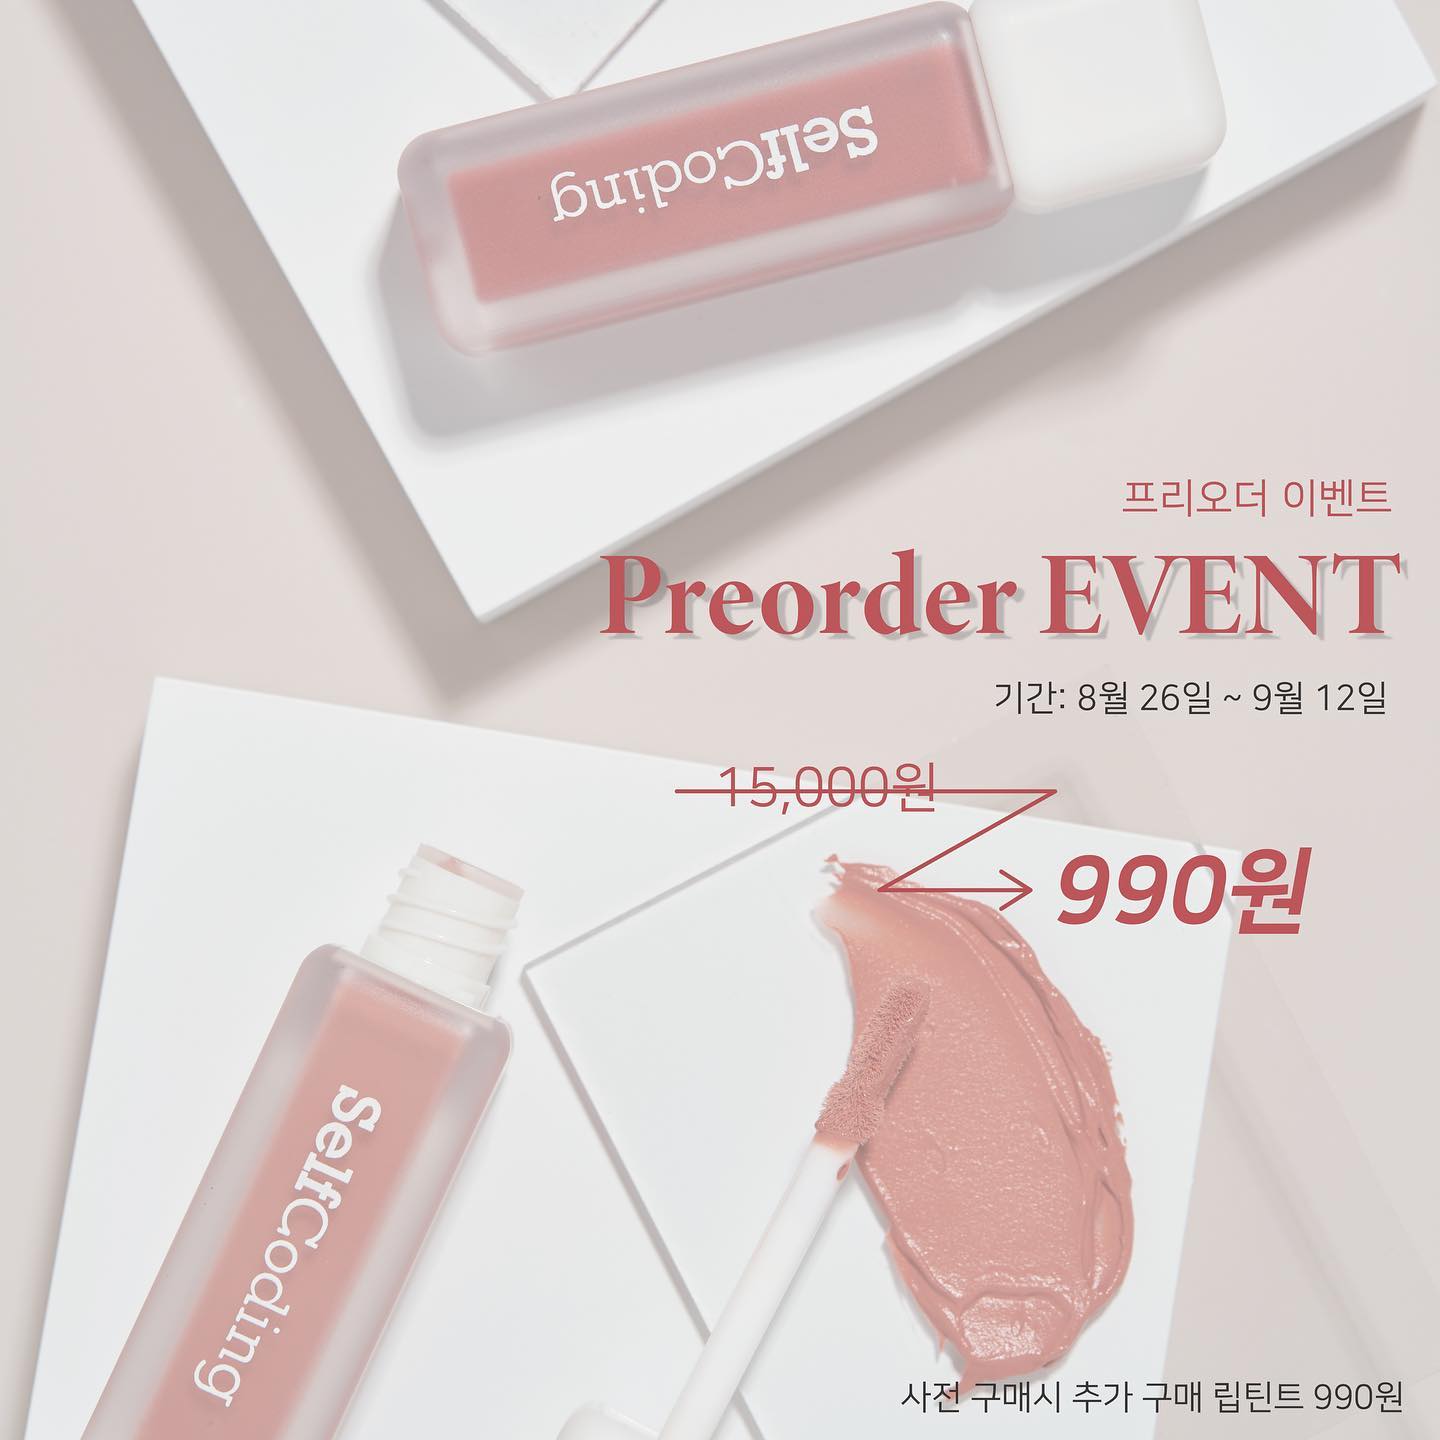 SelfCoding
프리오더 이벤트
Preorder EVENT
기간: 8월 26일 ~ 9월 12일
15,000원
990원
SelfCoding
사전 구매시 추가 구매 립틴트 990원